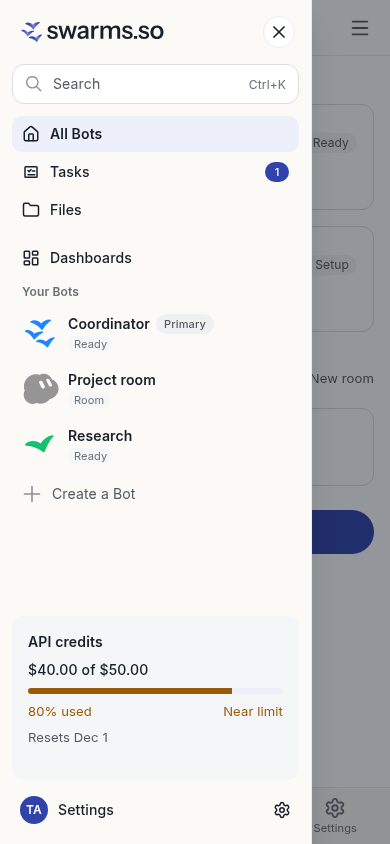 swarms.so
Search Ctrl+K
All Bots
Tasks 1
Files
Dashboards
Your Bots
Coordinator Primary
Ready
Project room
Room
Research
Ready
Create a Bot
API credits
$40.00 of $50.00
80% used Near limit
Resets Dec 1
TA Settings
Ready
Setup
New room
Settings